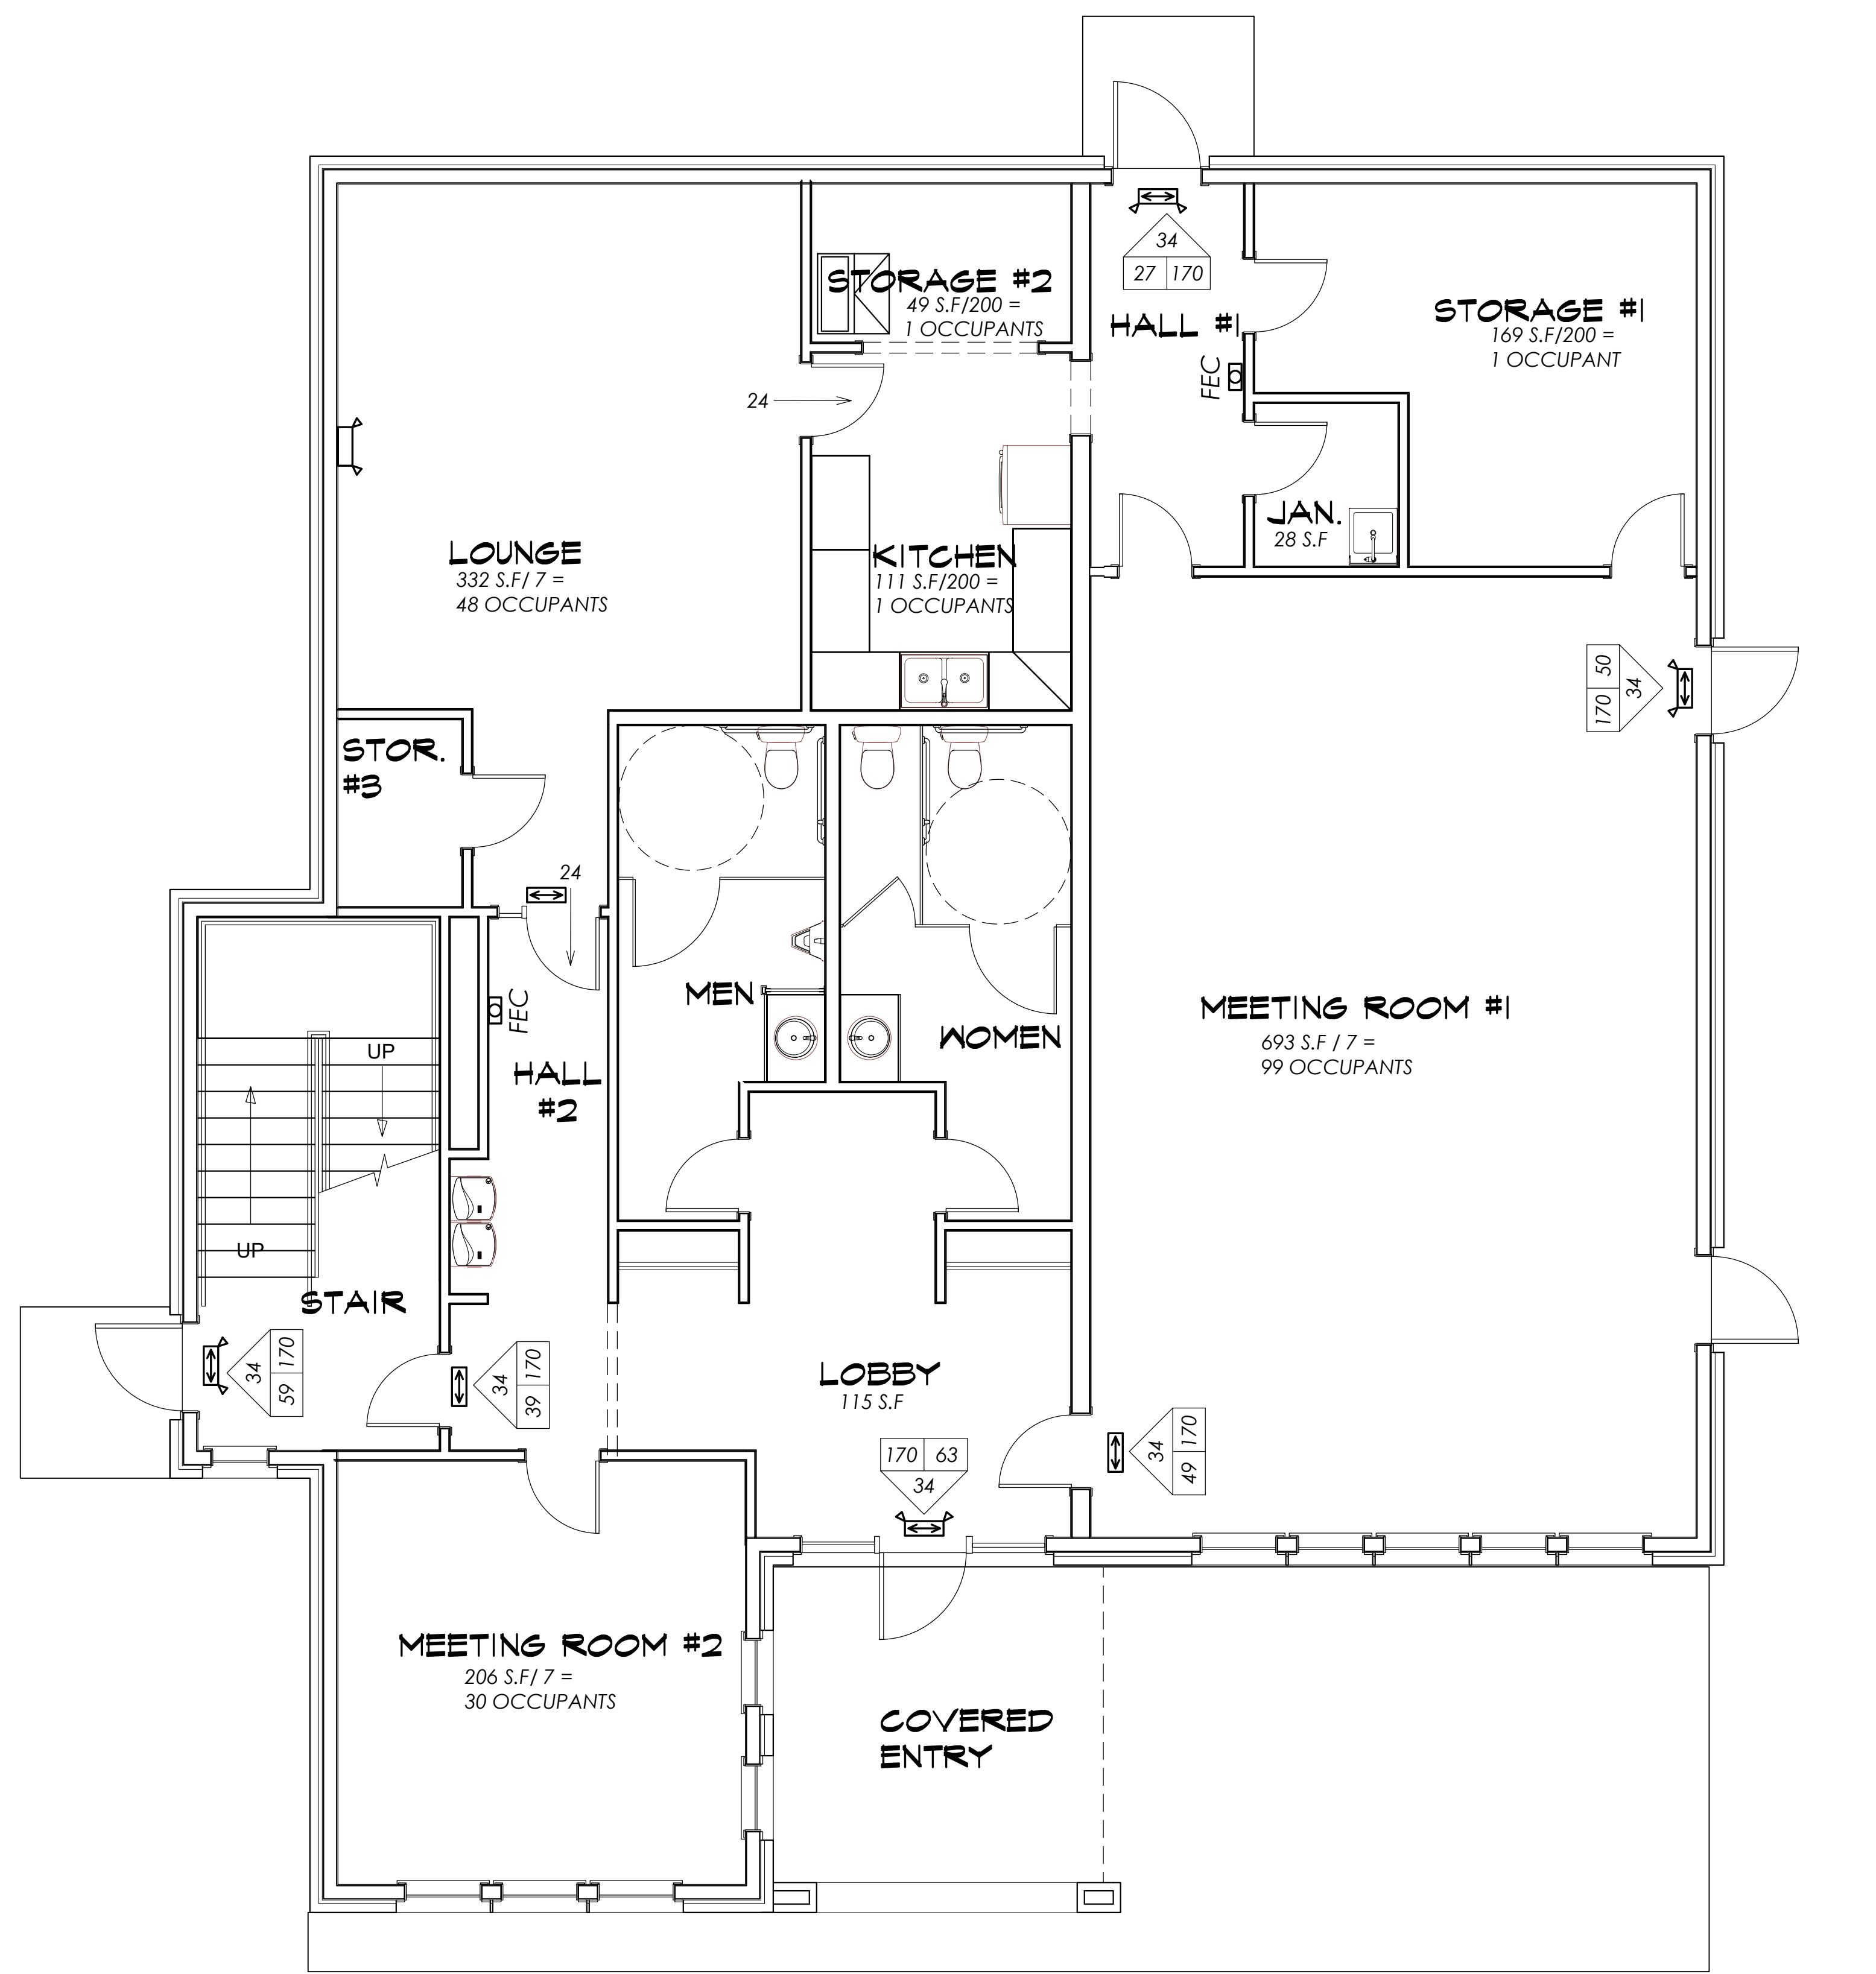 STORAGE #2
49 S.F/200 =
1 OCCUPANTS
34
27 170
HALL #1
FEC
STORAGE #1
169 S.F/200 =
1 OCCUPANT
24
JAN.
28 S.F
LOUNGE
332 S.F/ 7 =
48 OCCUPANTS
KITCHEN
111 S.F/200 =
1 OCCUPANTS
170 50
34
STOR.
#3
24
FEC
MEN
WOMEN
MEETING ROOM #1
693 S.F / 7 =
99 OCCUPANTS
UP
HALL
#2
UP
STAIR
34
59 170
34
39 170
LOBBY
115 S.F
170 63
34
34
49 170
MEETING ROOM #2
206 S.F/ 7 =
30 OCCUPANTS
COVERED
ENTRY